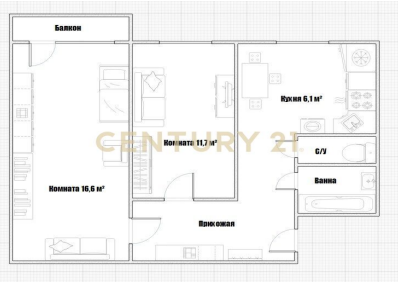 Балкон
Кухня 6,1 м²
CENTURY 21
Комната 11,7 м²
С/У
Ванна
Комната 16,6 м²
Прихожая